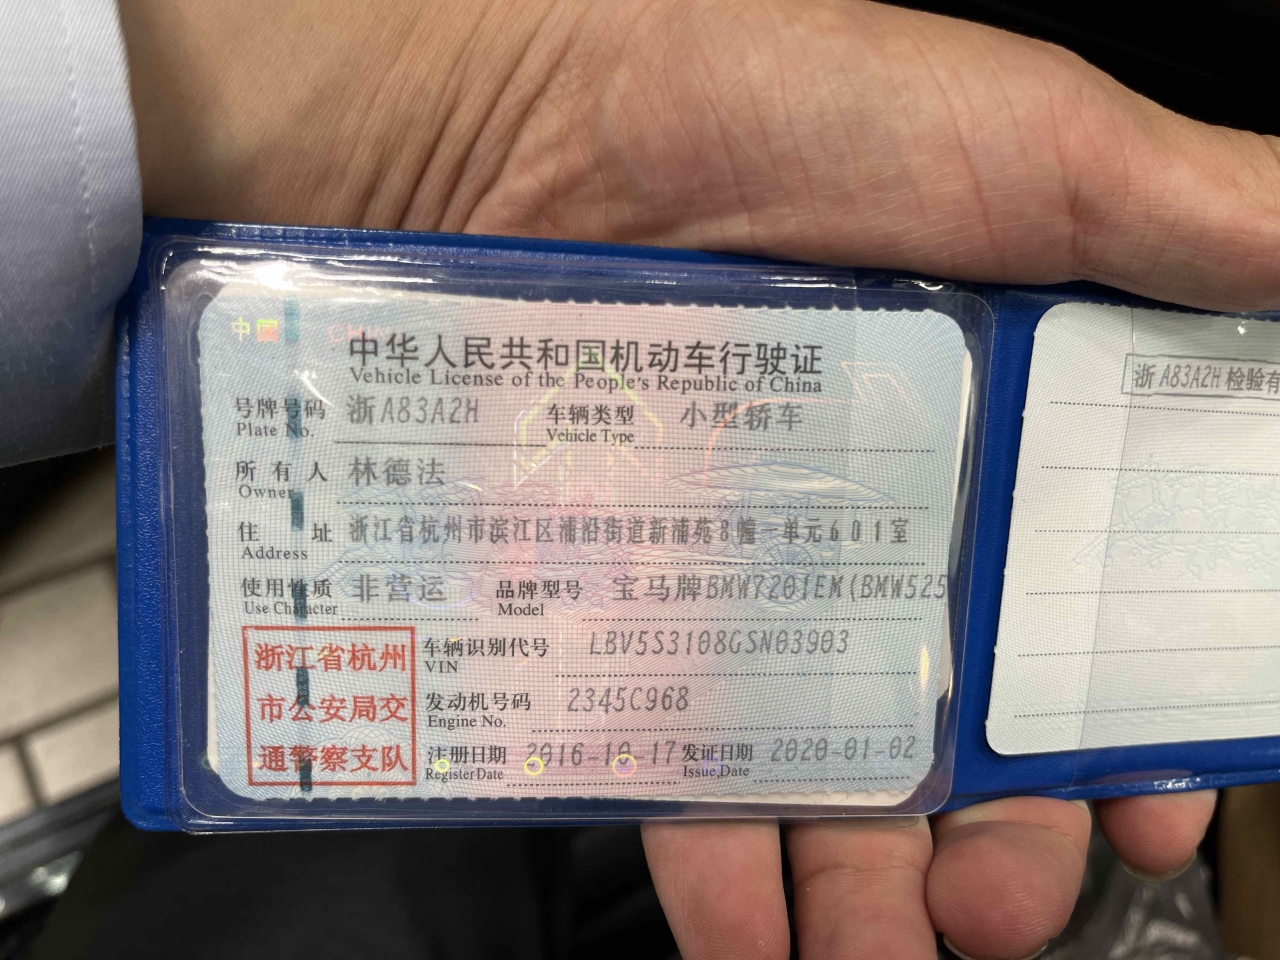 中国 CHINA
中华人民共和国机动车行驶证
Vehicle License of the People's Republic of China
号牌号码 浙A83A2H 车辆类型 小型轿车
Plate No. Vehicle Type
所有人 林德法
Owner
住址 浙江省杭州市滨江区浦沿街道新浦苑8幢一单元601室
Address
使用性质 非营运 品牌型号 宝马牌BMW7201EM(BMW525
Use Character Model
浙江省杭州
市公安局交
通警察支队
车辆识别代号 LBV5S3108GSN03903
VIN
发动机号码 2345C968
Engine No.
注册日期 2016-10-17 发证日期 2020-01-02
Register Date Issue Date
浙A83A2H 检验有